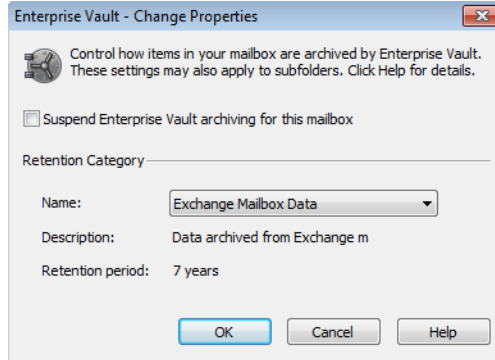 Enterprise Vault - Change Properties
Control how items in your mailbox are archived by Enterprise Vault.
These settings may also apply to subfolders. Click Help for details.
Suspend Enterprise Vault archiving for this mailbox
Retention Category
Name: Exchange Mailbox Data
Description: Data archived from Exchange m
Retention period: 7 years
OK Cancel Help